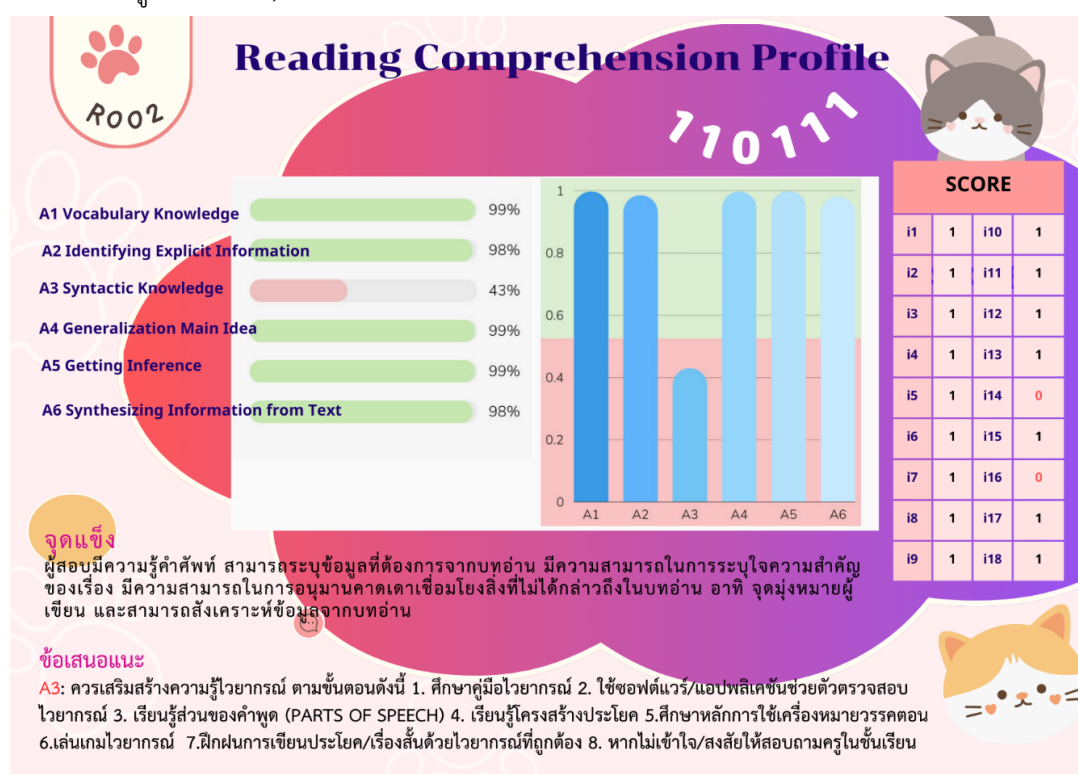 Reading Comprehension Profile
R002
110111
A1 Vocabulary Knowledge
99%
A2 Identifying Explicit Information
98%
A3 Syntactic Knowledge
43%
A4 Generalization Main Idea
99%
A5 Getting Inference
99%
A6 Synthesizing Information from Text
98%
1
0.8
0.6
0.4
0.2
0
A1 A2 A3 A4 A5 A6
SCORE
i1 1 i10 1
i2 1 i11 1
i3 1 i12 1
i4 1 i13 1
i5 1 i14 0
i6 1 i15 1
i7 1 i16 0
i8 1 i17 1
i9 1 i18 1
จุดแข็ง
ผู้สอบมีความรู้คำศัพท์ สามารถระบุข้อมูลที่ต้องการจากบทอ่าน มีความสามารถในการระบุใจความสำคัญ
ของเรื่อง มีความสามารถในการอนุมานคาดเดาเชื่อมโยงสิ่งที่ไม่ได้กล่าวถึงในบทอ่าน อาทิ จุดมุ่งหมายผู้
เขียน และสามารถสังเคราะห์ข้อมูลจากบทอ่าน
ข้อเสนอแนะ
A3: ควรเสริมสร้างความรู้ไวยากรณ์ ตามขั้นตอนดังนี้ 1. ศึกษาคู่มือไวยากรณ์ 2. ใช้ซอฟต์แวร์/แอปพลิเคชันช่วยตัวตรวจสอบ
ไวยากรณ์ 3. เรียนรู้ส่วนของคำพูด (PARTS OF SPEECH) 4. เรียนรู้โครงสร้างประโยค 5.ศึกษาหลักการใช้เครื่องหมายวรรคตอน
6.เล่นเกมไวยากรณ์ 7.ฝึกฝนการเขียนประโยค/เรื่องสั้นด้วยไวยากรณ์ที่ถูกต้อง 8. หากไม่เข้าใจ/สงสัยให้สอบถามครูในชั้นเรียน